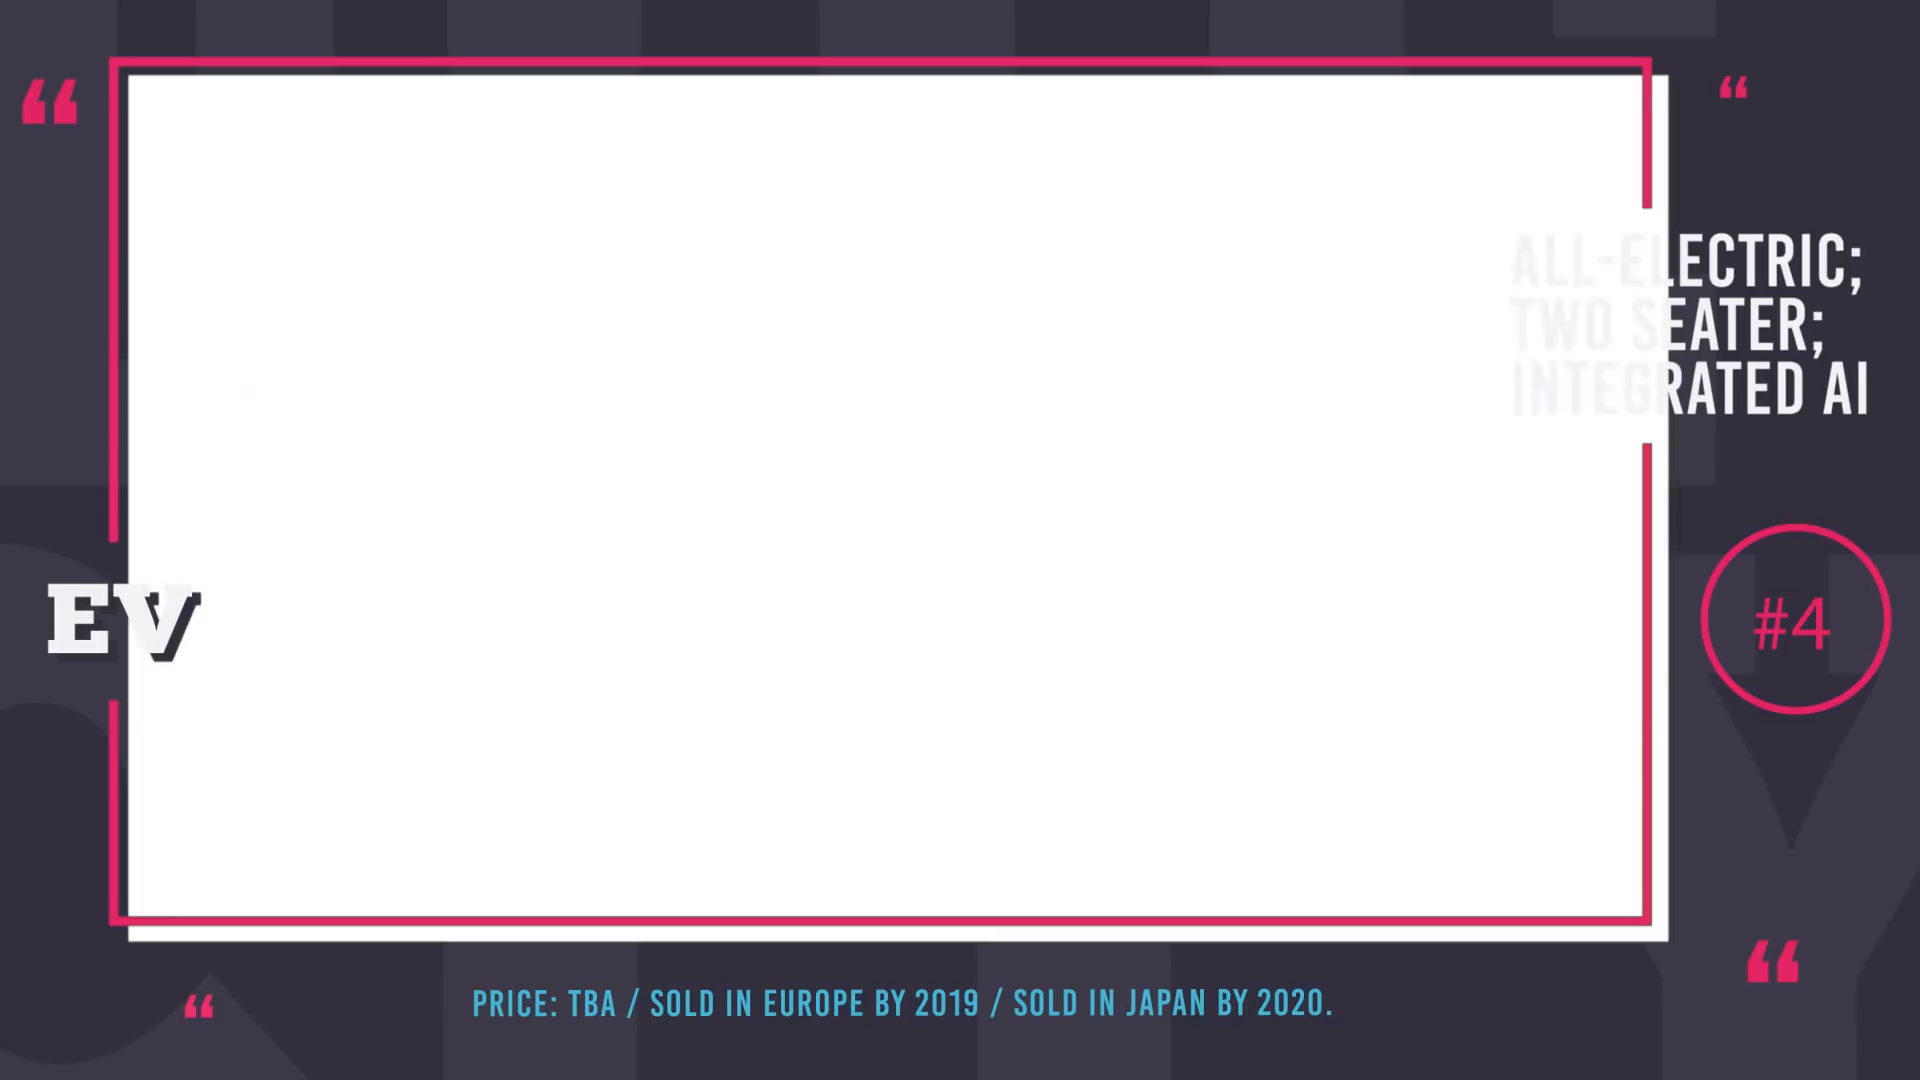 ALL-ELECTRIC;
TWO SEATER;
INTEGRATED AI
EV
#4
PRICE: TBA / SOLD IN EUROPE BY 2019 / SOLD IN JAPAN BY 2020.